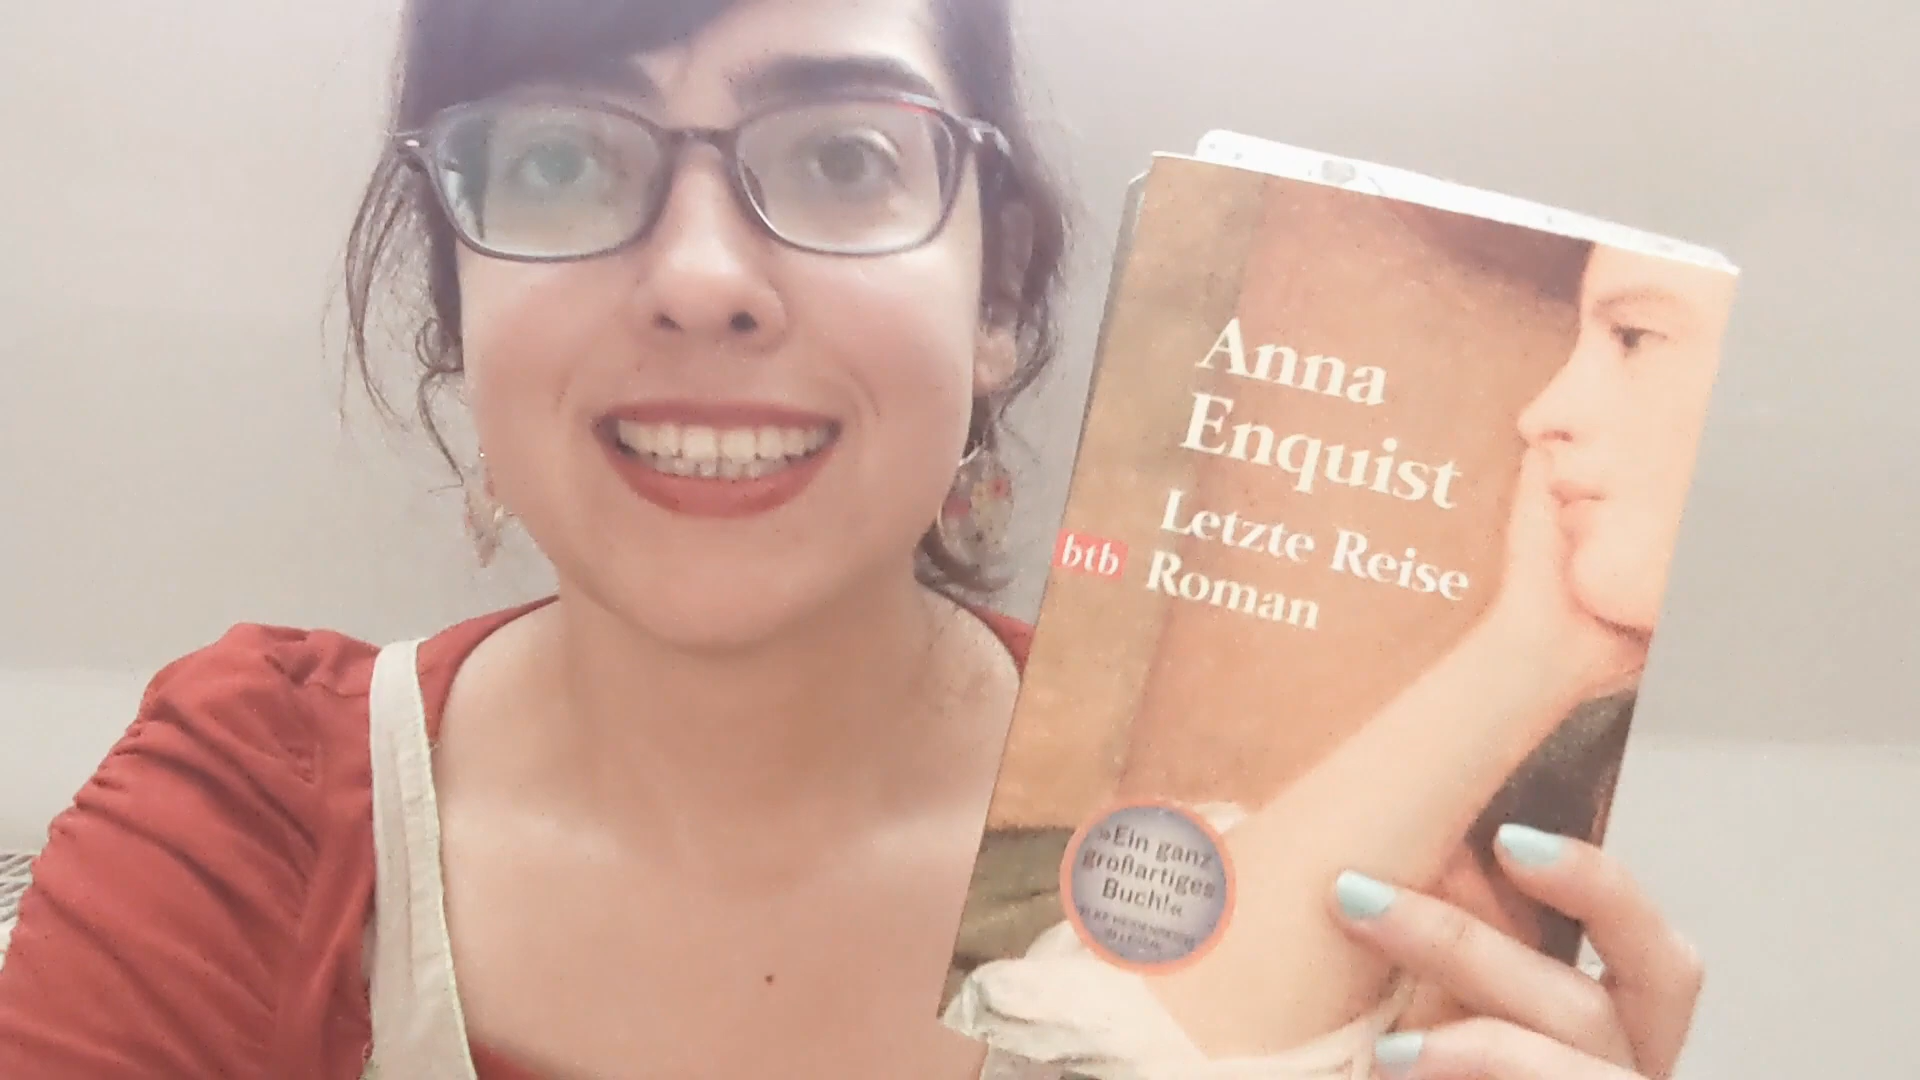 Anna
Enquist
Letzte Reise
btb Roman
»Ein ganz
großartiges
Buch!«